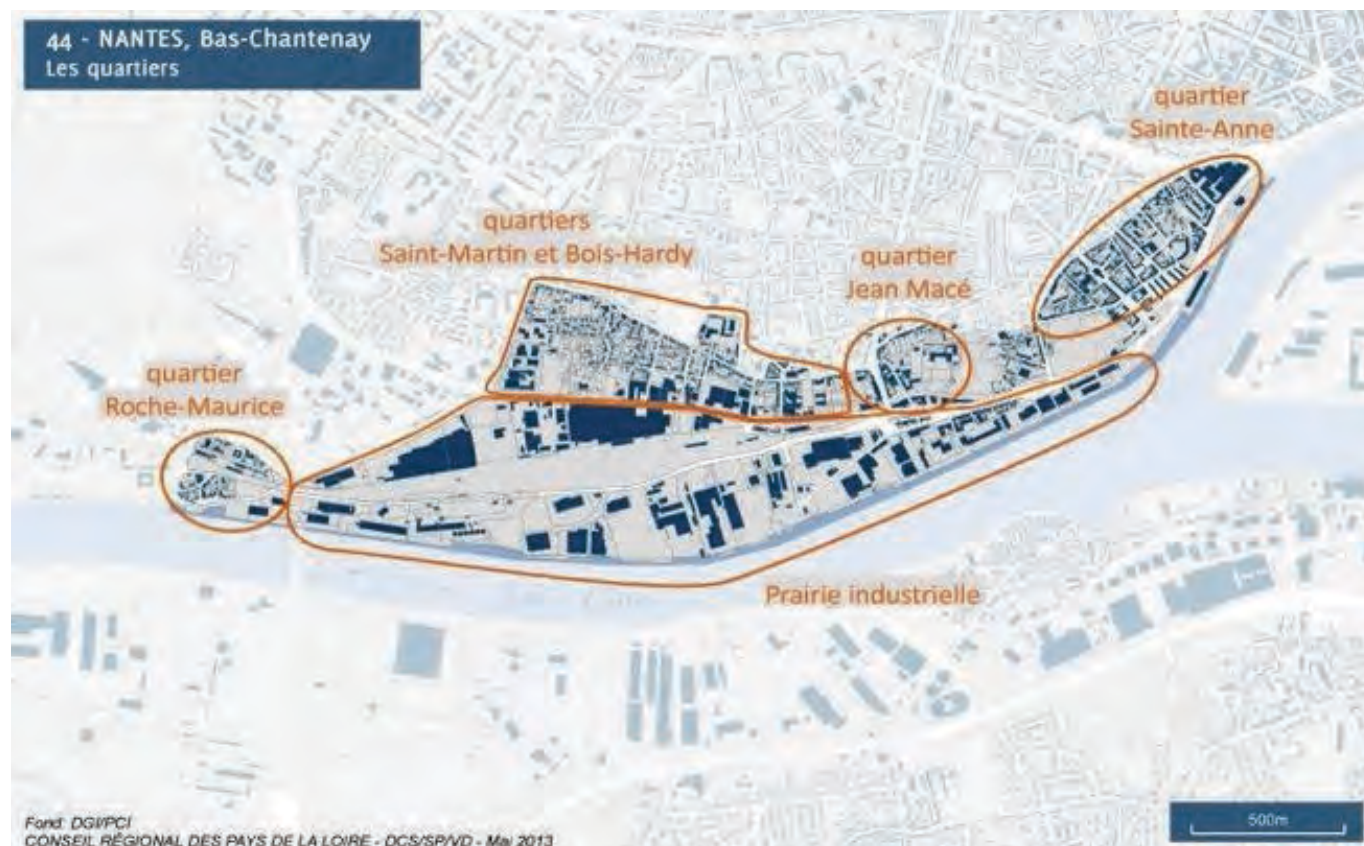 44 - NANTES, Bas-Chantenay
Les quartiers
quartier
Sainte-Anne
quartiers
Saint-Martin et Bois-Hardy
quartier
Jean Macé
quartier
Roche-Maurice
Prairie industrielle
Fond: DGI/PCI
CONSEIL RÉGIONAL DES PAYS DE LA LOIRE - DCS/SP/VD - Mai 2013
500m